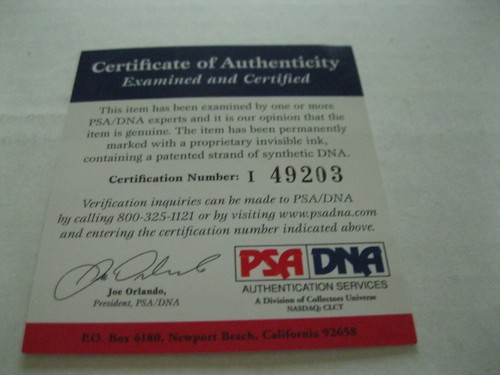 Certificate of Authenticity
Examined and Certified
This item has been examined by one or more
PSA/DNA experts and it is our opinion that the
item is genuine. The item has been permanently
marked with a proprietary invisible ink,
containing a patented strand of synthetic DNA.
Certification Number: I 49203
Verification inquiries can be made to PSA/DNA
by calling 800-325-1121 or by visiting www.psadna.com
and entering the certification number indicated above.
Joe Orlando,
President, PSA/DNA
PSA DNA
AUTHENTICATION SERVICES
A Division of Collectors Universe
NASDAQ: CLCT
P.O. Box 6180, Newport Beach, California 92658